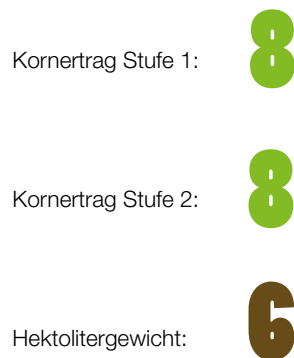 Kornertrag Stufe 1: 8
Kornertrag Stufe 2: 8
Hektolitergewicht: 6